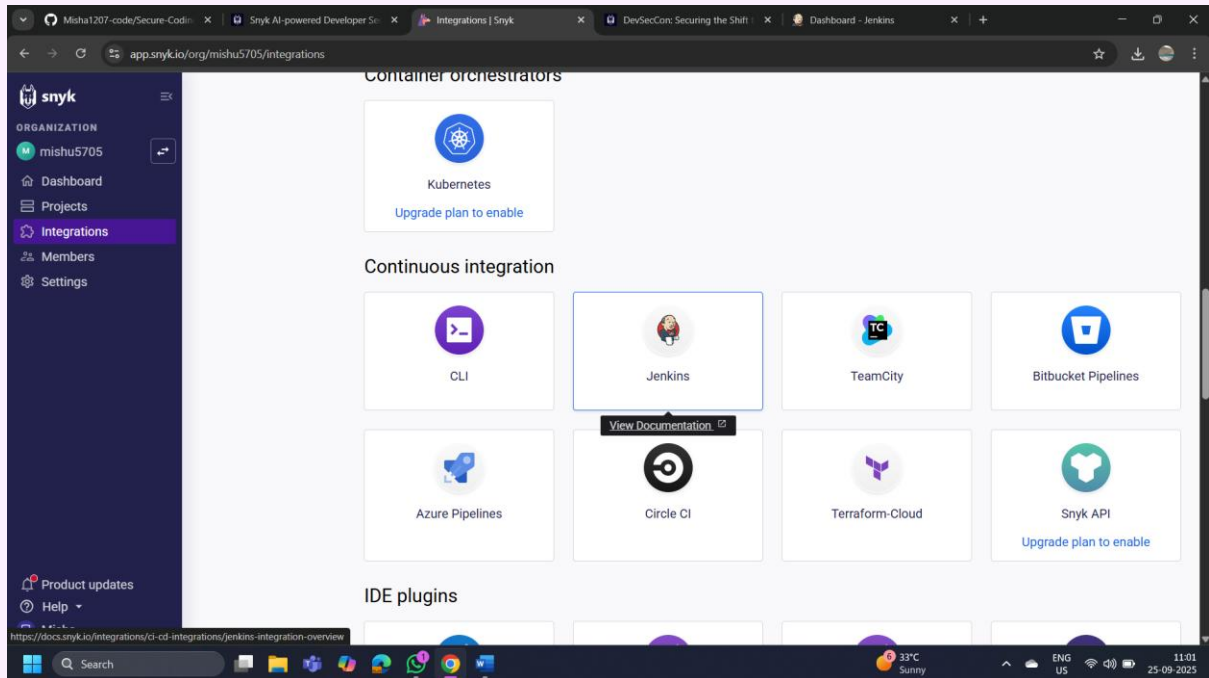 Misha1207-code/Secure-Codin
Snyk AI-powered Developer Se
Integrations | Snyk
DevSecCon: Securing the Shift
Dashboard - Jenkins
app.snyk.io/org/mishu5705/integrations
snyk
ORGANIZATION
M mishu5705
Dashboard
Projects
Integrations
Members
Settings
Product updates
Help
Container orchestrators
Kubernetes
Upgrade plan to enable
Continuous integration
CLI
Jenkins
TC
TeamCity
Bitbucket Pipelines
View Documentation
Azure Pipelines
Circle CI
Terraform-Cloud
Snyk API
Upgrade plan to enable
IDE plugins
https://docs.snyk.io/integrations/ci-cd-integrations/jenkins-integration-overview
Search
6
33°C
Sunny
ENG
US
11:01
25-09-2025